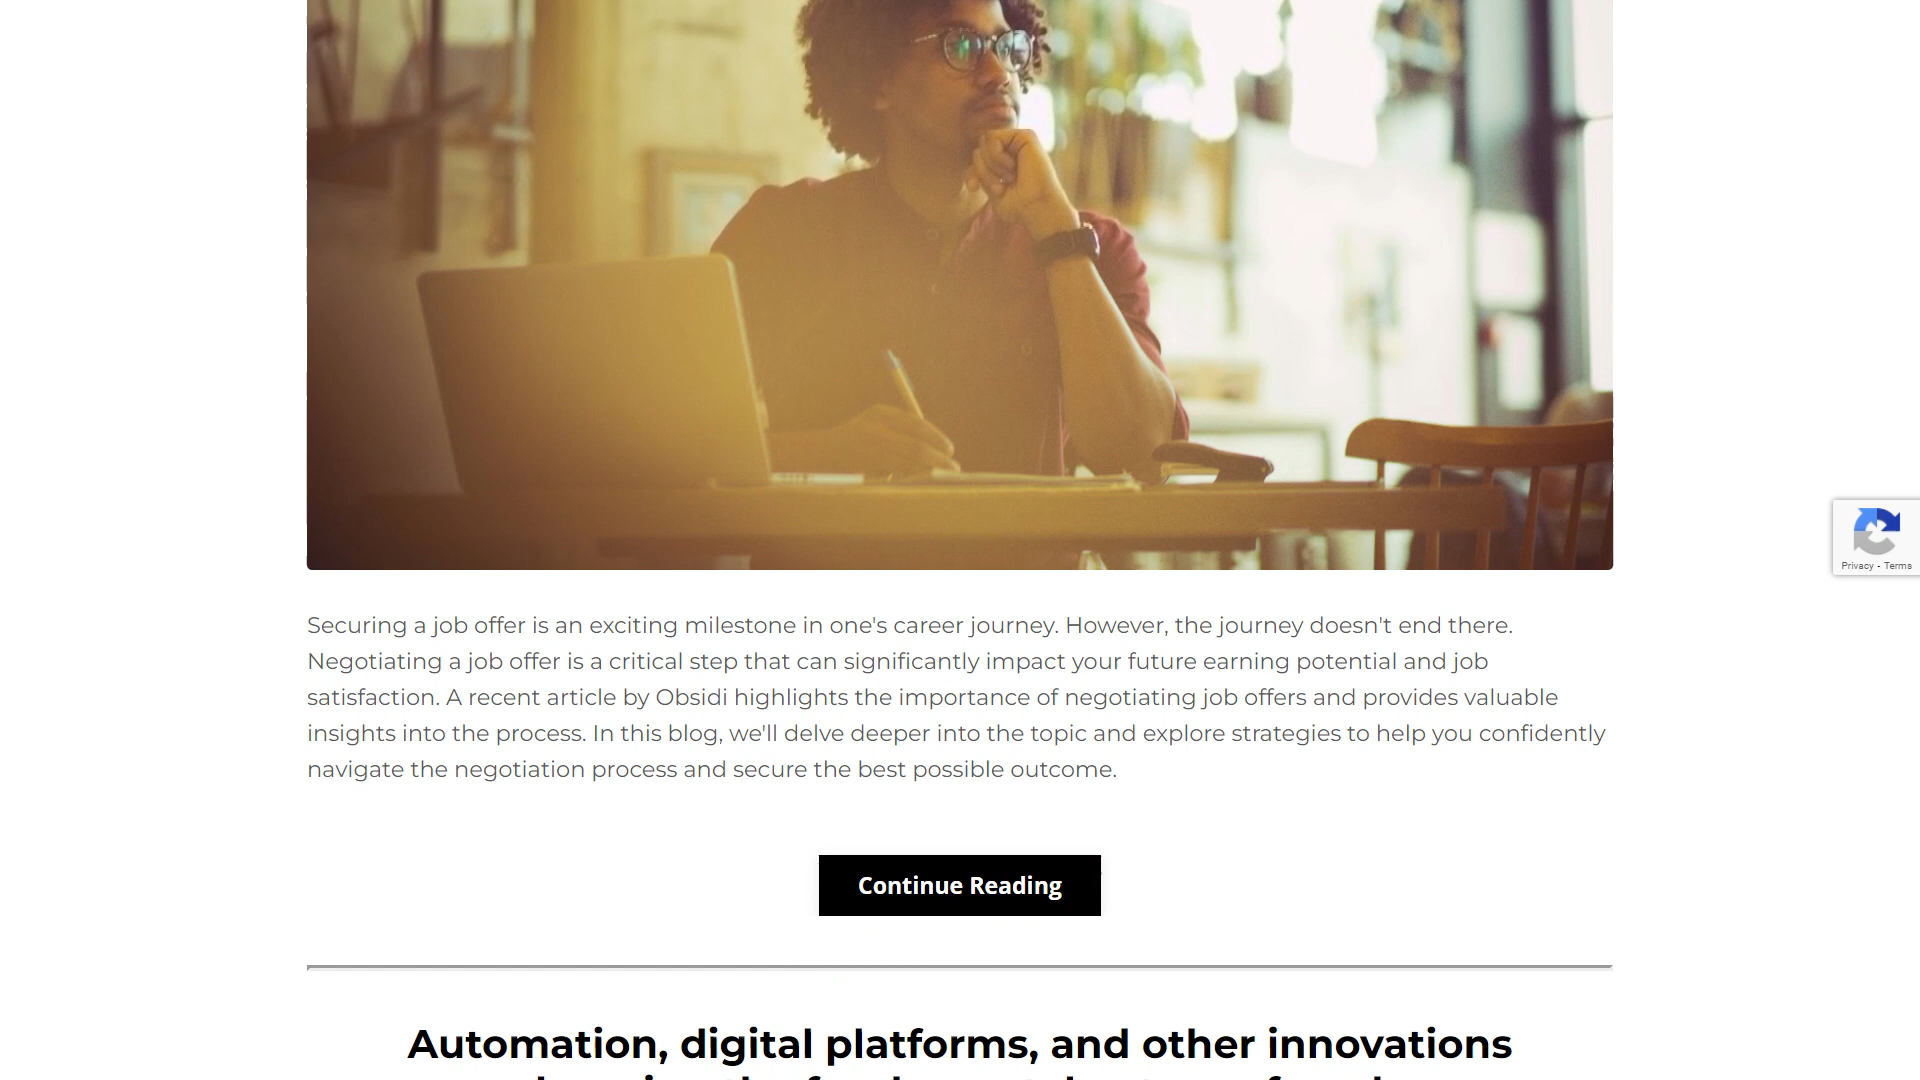 Securing a job offer is an exciting milestone in one's career journey. However, the journey doesn't end there.
Negotiating a job offer is a critical step that can significantly impact your future earning potential and job
satisfaction. A recent article by Obsidi highlights the importance of negotiating job offers and provides valuable
insights into the process. In this blog, we'll delve deeper into the topic and explore strategies to help you confidently
navigate the negotiation process and secure the best possible outcome.
Privacy - Terms
Continue Reading
Automation, digital platforms, and other innovations